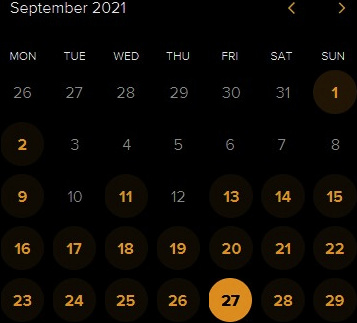 September 2021
MON TUE WED THU FRI SAT SUN
26 27 28 29 30 31 1
2 3 4 5 6 7 8
9 10 11 12 13 14 15
16 17 18 19 20 21 22
23 24 25 26 27 28 29